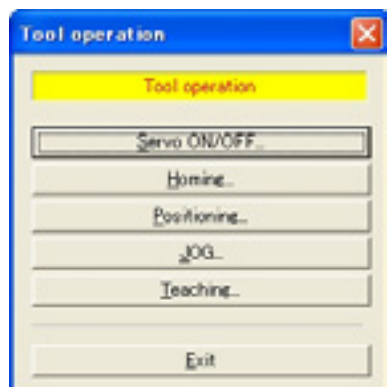 Tool operation
Tool operation
Servo ON/OFF...
Homing...
Positioning...
JOG...
Teaching...
Exit